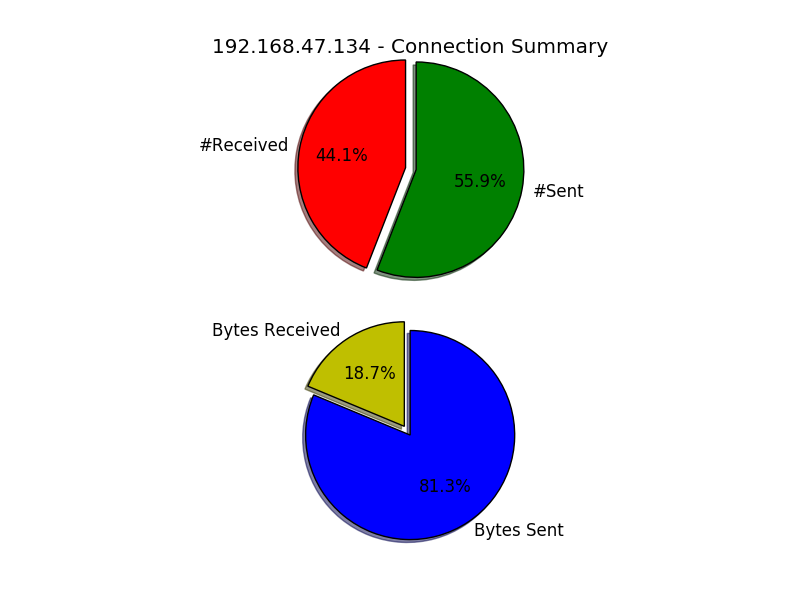 192.168.47.134 - Connection Summary
#Received
44.1%
55.9%
#Sent
Bytes Received
18.7%
81.3%
Bytes Sent